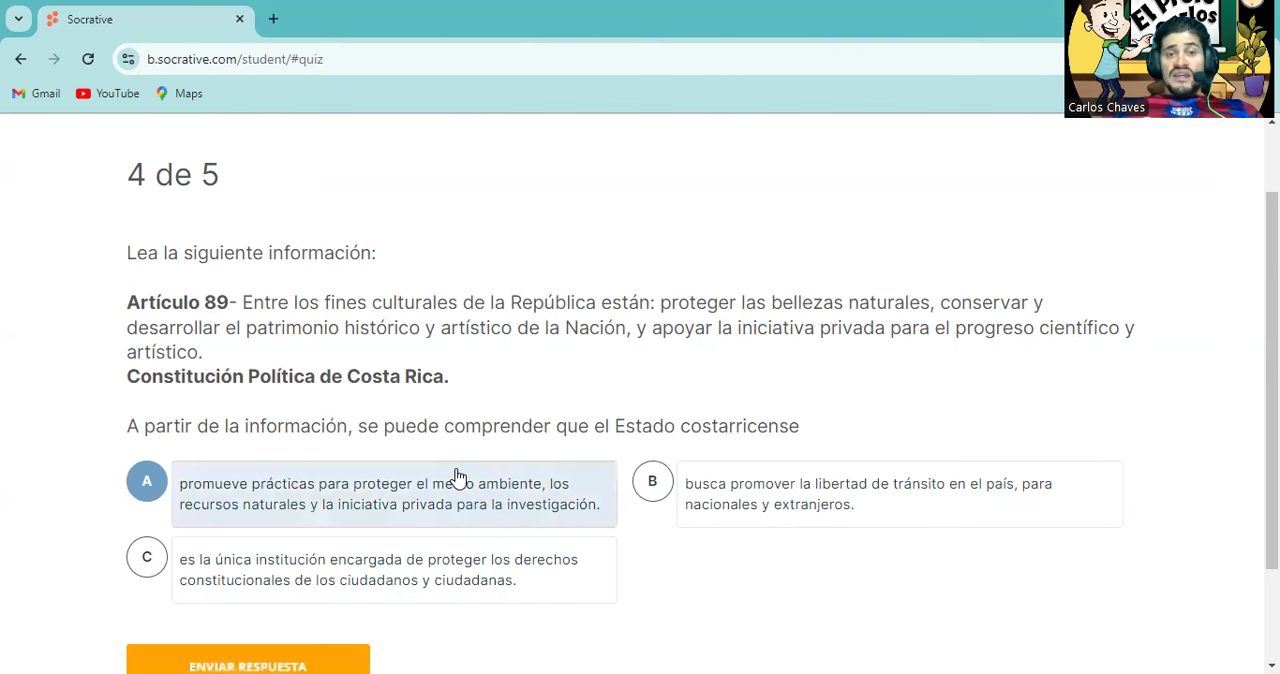 Socrative
b.socrative.com/student/#quiz
Gmail YouTube Maps
Carlos Chaves
4 de 5
Lea la siguiente información:
Artículo 89- Entre los fines culturales de la República están: proteger las bellezas naturales, conservar y
desarrollar el patrimonio histórico y artístico de la Nación, y apoyar la iniciativa privada para el progreso científico y
artístico.
Constitución Política de Costa Rica.
A partir de la información, se puede comprender que el Estado costarricense
A promueve prácticas para proteger el medio ambiente, los
recursos naturales y la iniciativa privada para la investigación.
B busca promover la libertad de tránsito en el país, para
nacionales y extranjeros.
C es la única institución encargada de proteger los derechos
constitucionales de los ciudadanos y ciudadanas.
ENVIAR RESPUESTA